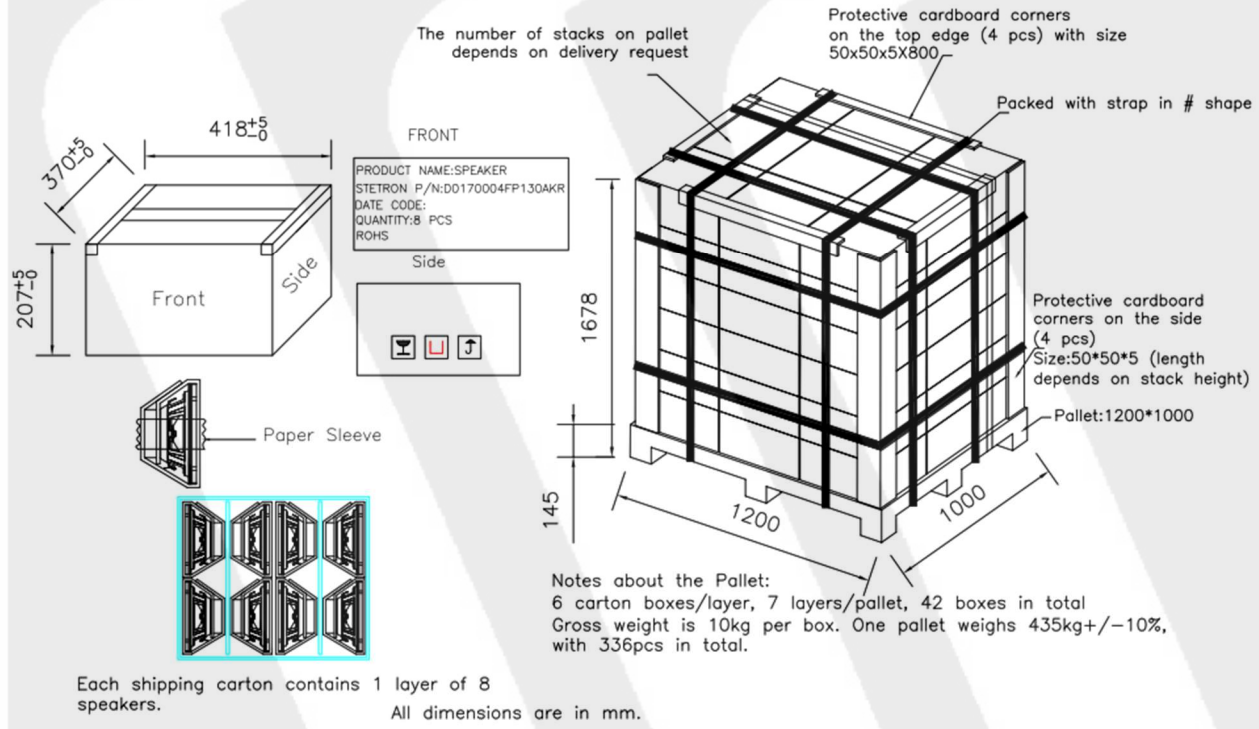 The number of stacks on pallet
depends on delivery request
Protective cardboard corners
on the top edge (4 pcs) with size
50x50x5X800
Packed with strap in # shape
418+5-0
370+5-0
207+5-0
Front
Side
FRONT
PRODUCT NAME:SPEAKER
STETRON P/N:D0170004FP130AKR
DATE CODE:
QUANTITY:8 PCS
ROHS
Side
1678
145
Protective cardboard
corners on the side
(4 pcs)
Size:50*50*5 (length
depends on stack height)
Pallet:1200*1000
1200
1000
Paper Sleeve
Notes about the Pallet:
6 carton boxes/layer, 7 layers/pallet, 42 boxes in total
Gross weight is 10kg per box. One pallet weighs 435kg+/-10%,
with 336pcs in total.
Each shipping carton contains 1 layer of 8
speakers.
All dimensions are in mm.